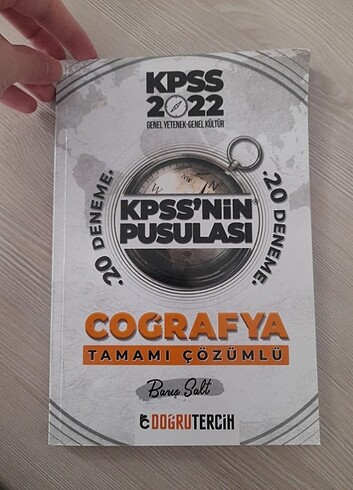 KPSS
2022
GENEL YETENEK-GENEL KÜLTÜR
.20 DENEME.
KPSS'NİN
PUSULASI
.20 DENEME.
COĞRAFYA
TAMAMI ÇÖZÜMLÜ
Barış Salt
DOĞRUTERCİH